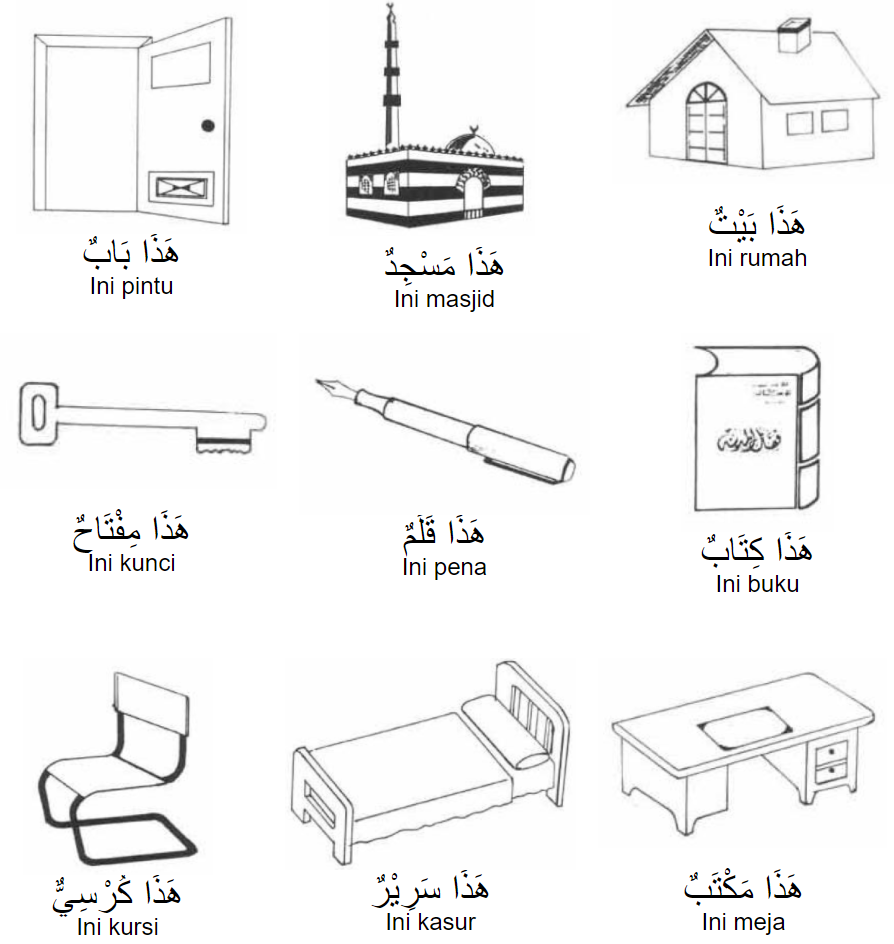 هَذَا بَيْتٌ
Ini rumah
هَذَا مَسْجِدٌ
Ini masjid
هَذَا بَابٌ
Ini pintu
هَذَا كِتَابٌ
Ini buku
هَذَا قَلَمٌ
Ini pena
هَذَا مِفْتَاحٌ
Ini kunci
هَذَا مَكْتَبٌ
Ini meja
هَذَا سَرِيْرٌ
Ini kasur
هَذَا كُرْسِيٌّ
Ini kursi